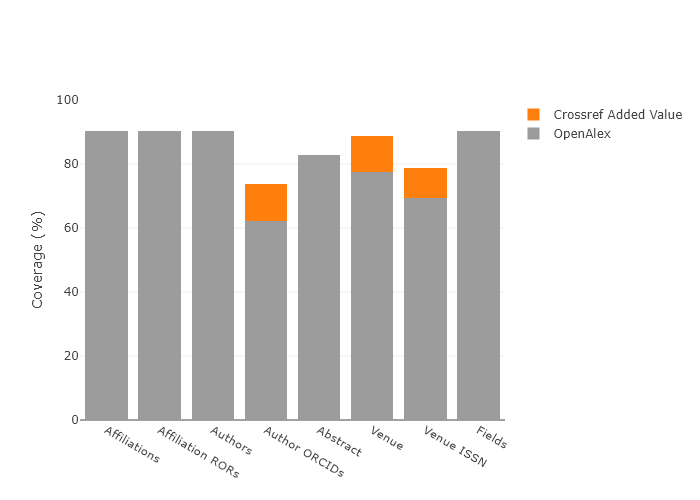 100
80
60
40
20
0
Coverage (%)
Affiliations
Affiliation RORs
Authors
Author ORCIDs
Abstract
Venue
Venue ISSN
Fields
Crossref Added Value
OpenAlex